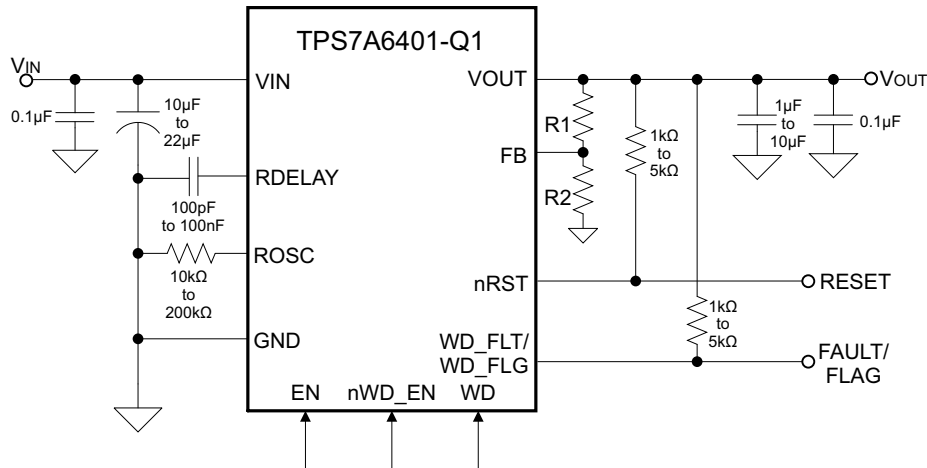 TPS7A6401-Q1
VIN
VIN
VOUT
VOUT
0.1µF
10µF
to
22µF
R1
FB
R2
1kΩ
to
5kΩ
1µF
to
10µF
0.1µF
RDELAY
100pF
to 100nF
ROSC
10kΩ
to
200kΩ
nRST
RESET
1kΩ
to
5kΩ
GND
WD_FLT/
WD_FLG
FAULT/
FLAG
EN
nWD_EN
WD